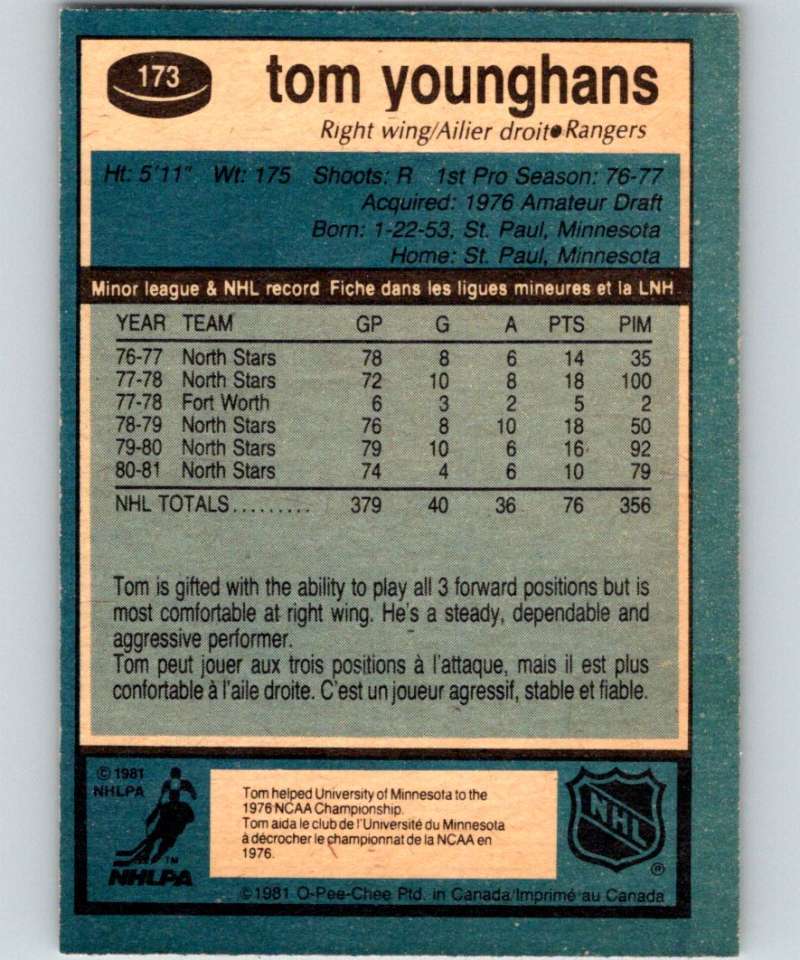 173
tom younghans
Right wing/Ailier droit●Rangers
Ht: 5'11" Wt: 175 Shoots: R 1st Pro Season: 76-77
Acquired: 1976 Amateur Draft
Born: 1-22-53, St. Paul, Minnesota
Home: St. Paul, Minnesota
Minor league & NHL record Fiche dans les ligues mineures et la LNH
YEAR TEAM GP G A PTS PIM
76-77 North Stars 78 8 6 14 35
77-78 North Stars 72 10 8 18 100
77-78 Fort Worth 6 3 2 5 2
78-79 North Stars 76 8 10 18 50
79-80 North Stars 79 10 6 16 92
80-81 North Stars 74 4 6 10 79
NHL TOTALS......... 379 40 36 76 356
Tom is gifted with the ability to play all 3 forward positions but is
most comfortable at right wing. He's a steady, dependable and
aggressive performer.
Tom peut jouer aux trois positions à l'attaque, mais il est plus
confortable à l'aile droite. C'est un joueur agressif, stable et fiable.
© 1981
NHLPA
TM
NHLPA
Tom helped University of Minnesota to the
1976 NCAA Championship.
Tom aida le club de l'Université du Minnesota
à décrocher le championnat de la NCAA en
1976.
NHL
®
©1981 O-Pee-Chee Ptd. in Canada/Imprimé au Canada